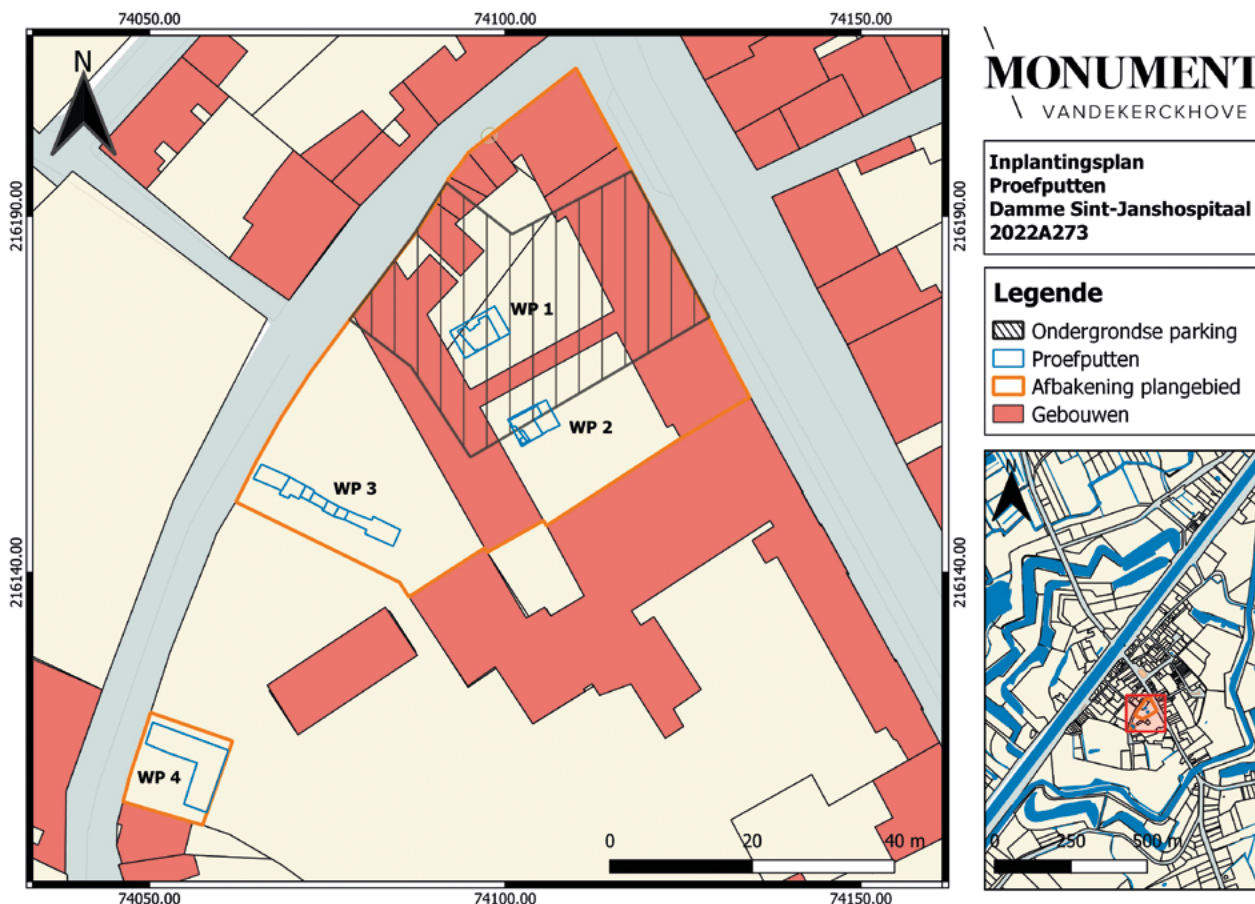 74050.00
74100.00
74150.00
N
216190.00
216190.00
WP 1
WP 2
WP 3
216140.00
216140.00
WP 4
0 20 40 m
74050.00
74100.00
74150.00
MONUMENT
VANDEKERCKHOVE
Inplantingsplan
Proefputten
Damme Sint-Janshospitaal
2022A273
Legende
Ondergrondse parking
Proefputten
Afbakening plangebied
Gebouwen
N
0 250 500 m